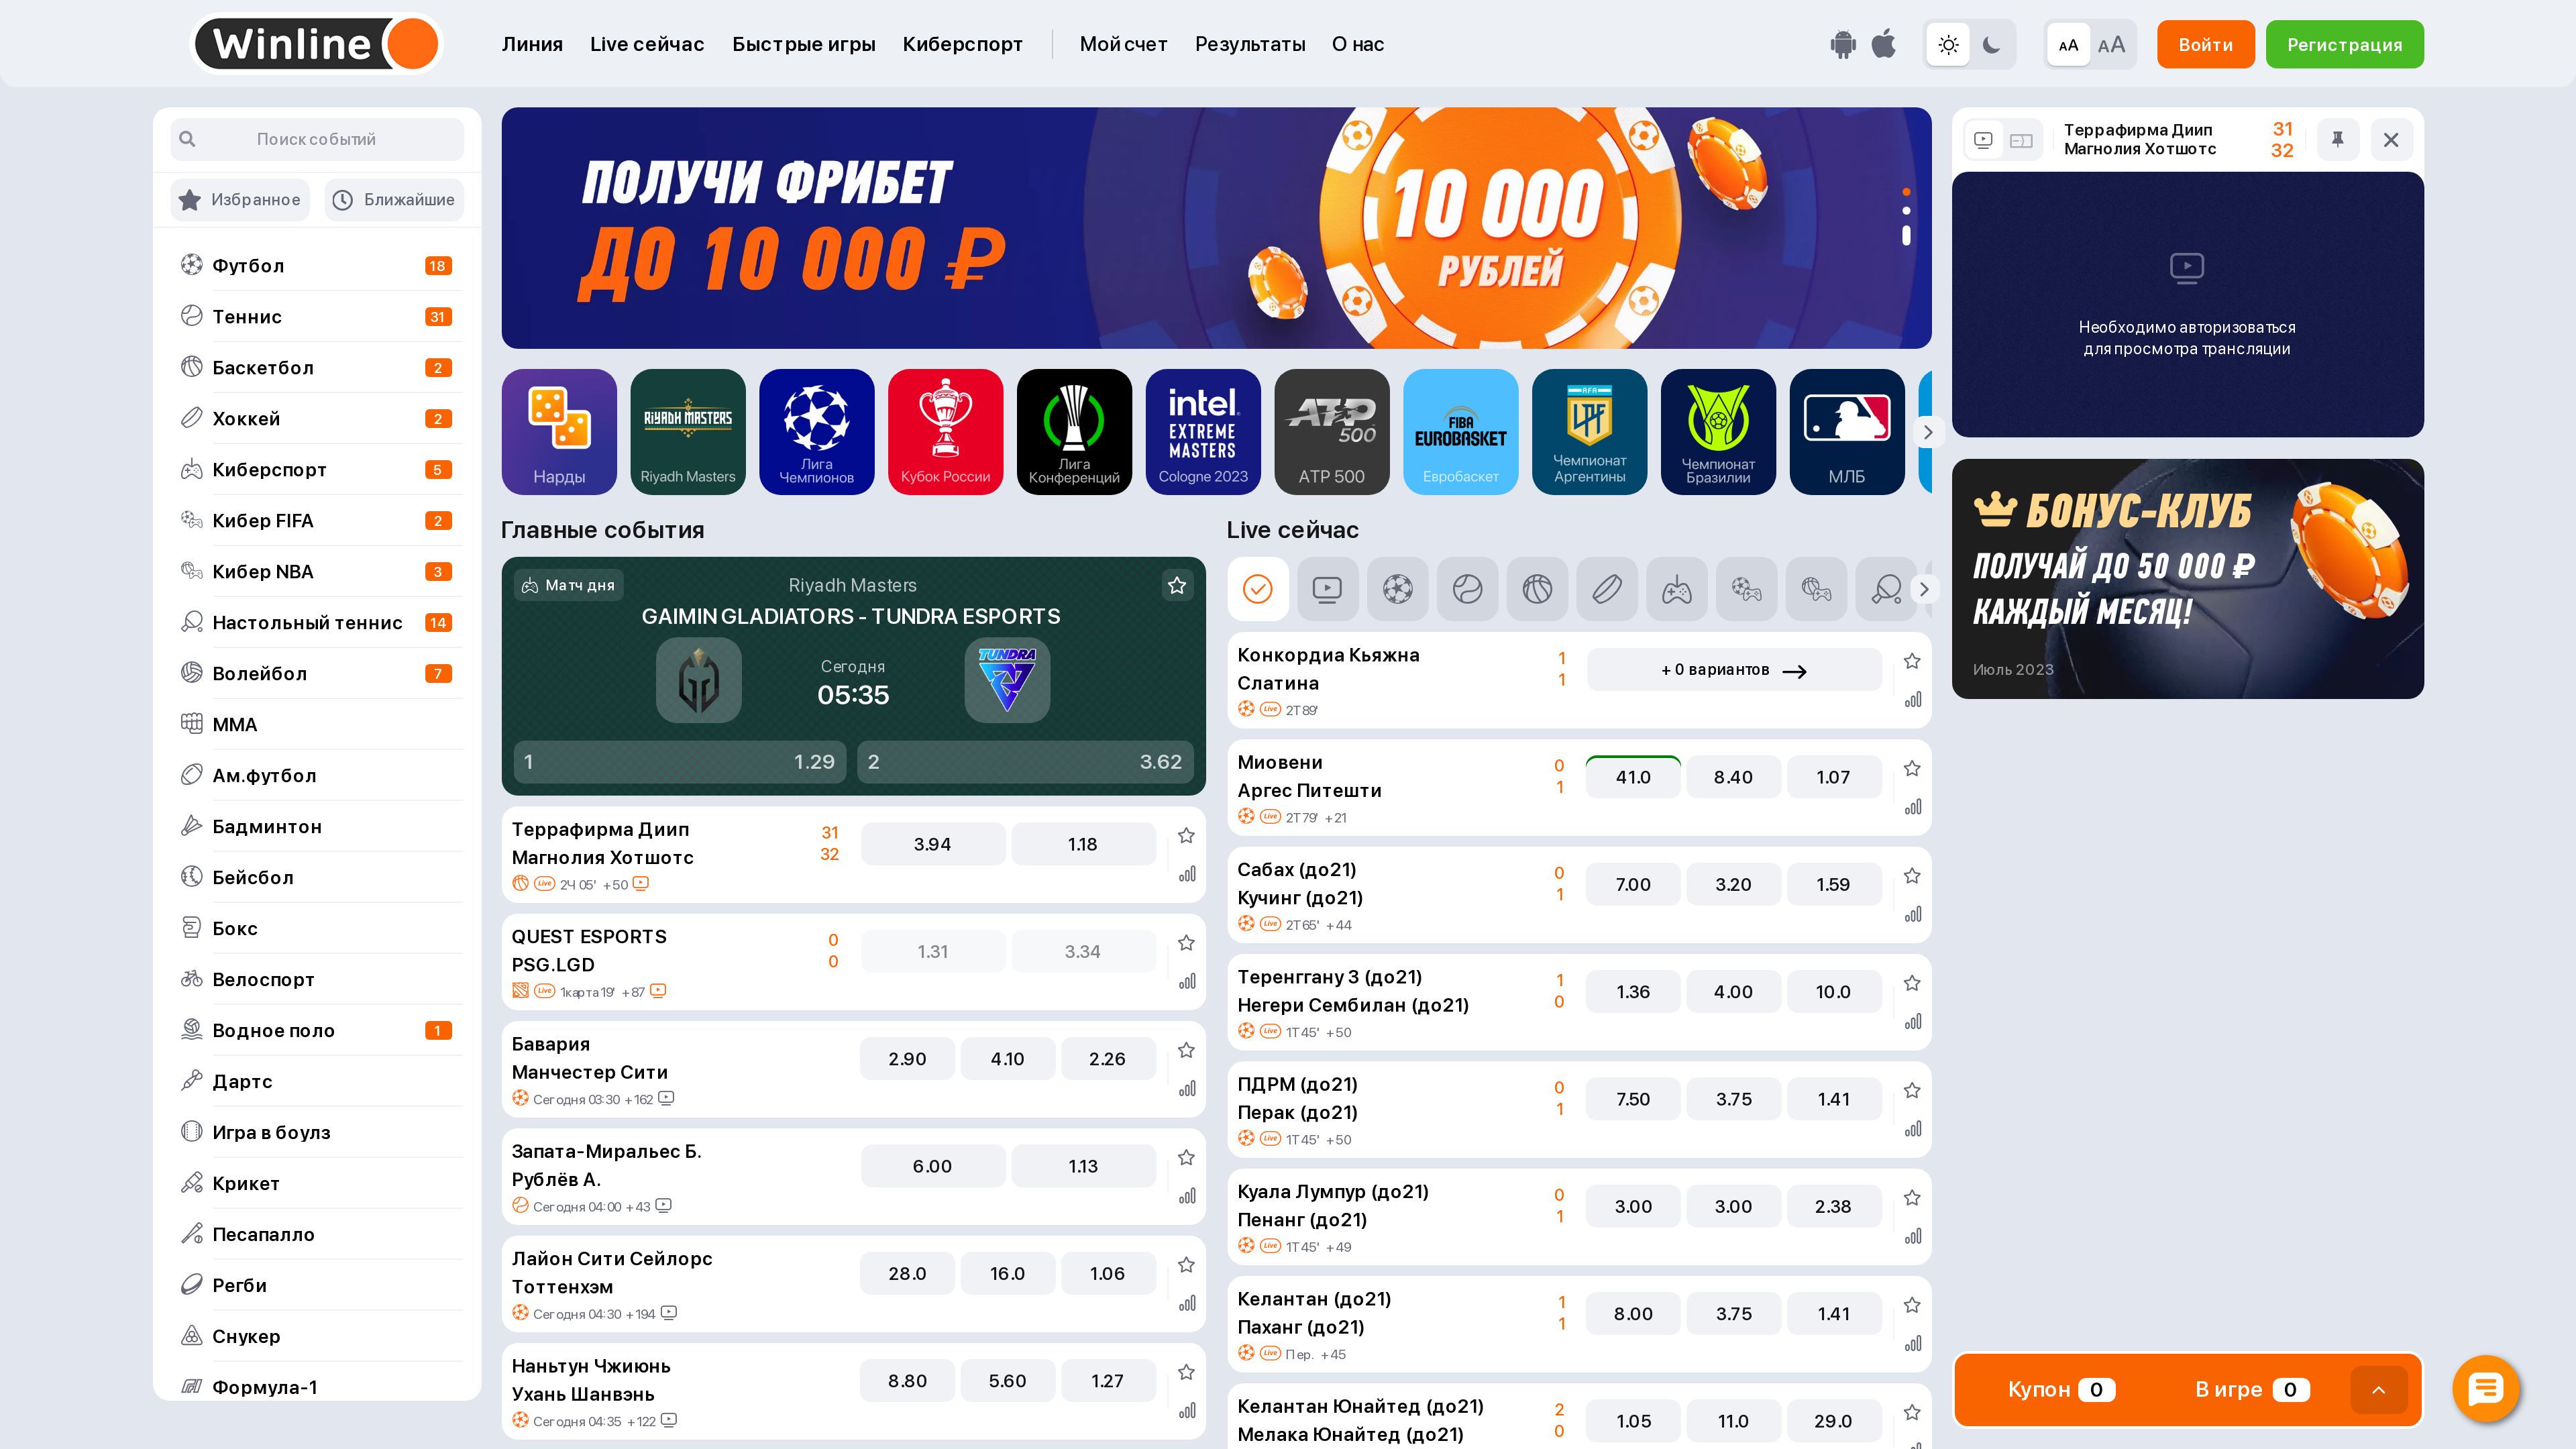 Winline
Линия
Live сейчас
Быстрые игры
Киберспорт
Мой счет
Результаты
О нас
AA
AA
Войти
Регистрация
Поиск событий
Избранное
Ближайшие
Футбол 18
Теннис 31
Баскетбол 2
Хоккей 2
Киберспорт 5
Кибер FIFA 2
Кибер NBA 3
Настольный теннис 14
Волейбол 7
ММА
Ам.футбол
Бадминтон
Бейсбол
Бокс
Велоспорт
Водное поло 1
Дартс
Игра в боулз
Крикет
Песапалло
Регби
Снукер
Формула-1
ПОЛУЧИ ФРИБЕТ
ДО 10 000 ₽
10 000
РУБЛЕЙ
Нарды
RIYADH MASTERS
Riyadh Masters
Лига
Чемпионов
Кубок России
Лига
Конференций
intel
EXTREME
MASTERS
Cologne 2023
ATP
500
ATP 500
FIBA
EUROBASKET
Евробаскет
AFA
LPF
Чемпионат
Аргентины
Чемпионат
Бразилии
МЛБ
Главные события
Матч дня
Riyadh Masters
GAIMIN GLADIATORS - TUNDRA ESPORTS
TUNDRA
Сегодня
05:35
1 1.29
2 3.62
Террафирма Диип 31
Магнолия Хотшотс 32
3.94 1.18
Live 2Ч 05' +50
QUEST ESPORTS 0
PSG.LGD 0
1.31 3.34
Live 1карта 19' +87
Бавария
Манчестер Сити
2.90 4.10 2.26
Сегодня 03:30 +162
Запата-Миральес Б.
Рублёв А.
6.00 1.13
Сегодня 04:00 +43
Лайон Сити Сейлорс
Тоттенхэм
28.0 16.0 1.06
Сегодня 04:30 +194
Наньтун Чжиюнь
Ухань Шанвэнь
8.80 5.60 1.27
Сегодня 04:35 +122
Live сейчас
Конкордиа Кьяжна 1
Слатина 1
+ 0 вариантов
Live 2Т 89'
Миовени 0
Аргес Питешти 1
41.0 8.40 1.07
Live 2Т 79' +21
Сабах (до21) 0
Кучинг (до21) 1
7.00 3.20 1.59
Live 2Т 65' +44
Теренггану 3 (до21) 1
Негери Сембилан (до21) 0
1.36 4.00 10.0
Live 1Т 45' +50
ПДРМ (до21) 0
Перак (до21) 1
7.50 3.75 1.41
Live 1Т 45' +50
Куала Лумпур (до21) 0
Пенанг (до21) 1
3.00 3.00 2.38
Live 1Т 45' +49
Келантан (до21) 1
Паханг (до21) 1
8.00 3.75 1.41
Live Пер. +45
Келантан Юнайтед (до21) 2
Мелака Юнайтед (до21) 0
1.05 11.0 29.0
Террафирма Диип 31
Магнолия Хотшотс 32
Необходимо авторизоваться
для просмотра трансляции
БОНУС-КЛУБ
ПОЛУЧАЙ ДО 50 000 ₽
КАЖДЫЙ МЕСЯЦ!
Июль 2023
Купон 0
В игре 0